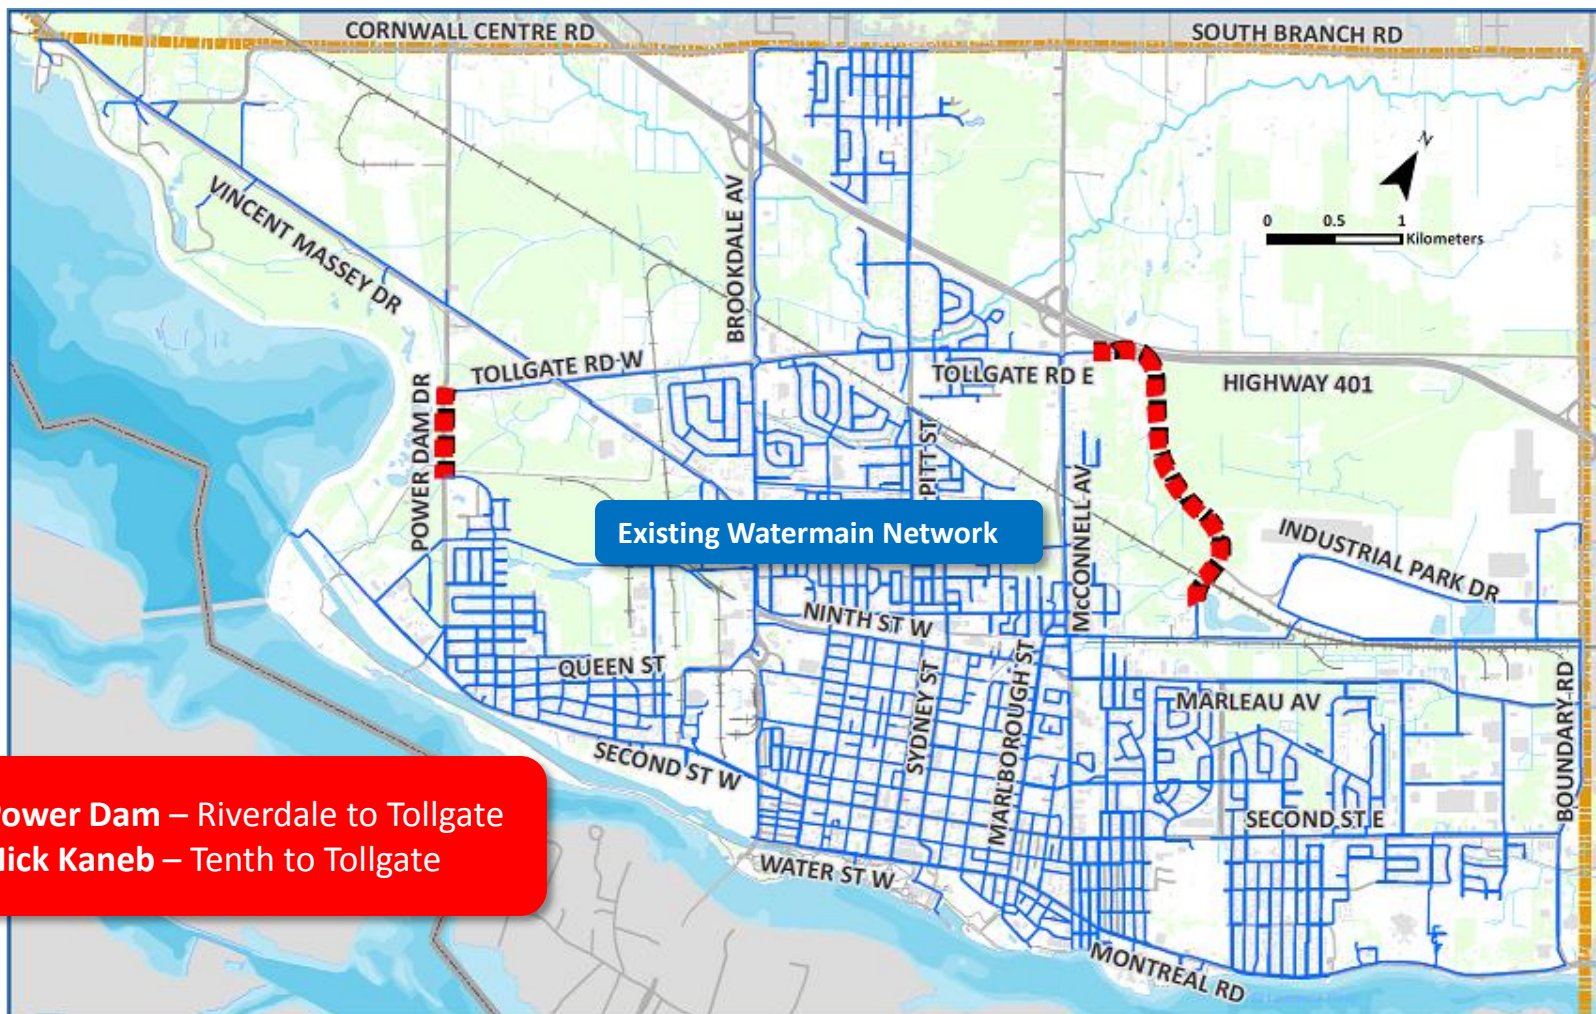 CORNWALL CENTRE RD
SOUTH BRANCH RD
N
0 0.5 1
Kilometers
VINCENT MASSEY DR
BROOKDALE AV
TOLLGATE RD W
TOLLGATE RD E
HIGHWAY 401
POWER DAM DR
PITT ST
McCONNELL AV
Existing Watermain Network
INDUSTRIAL PARK DR
NINTH ST W
QUEEN ST
SYDNEY ST
MARLBOROUGH ST
MARLEAU AV
BOUNDARY RD
SECOND ST W
SECOND ST E
ower Dam – Riverdale to Tollgate
ick Kaneb – Tenth to Tollgate
WATER ST W
MONTREAL RD